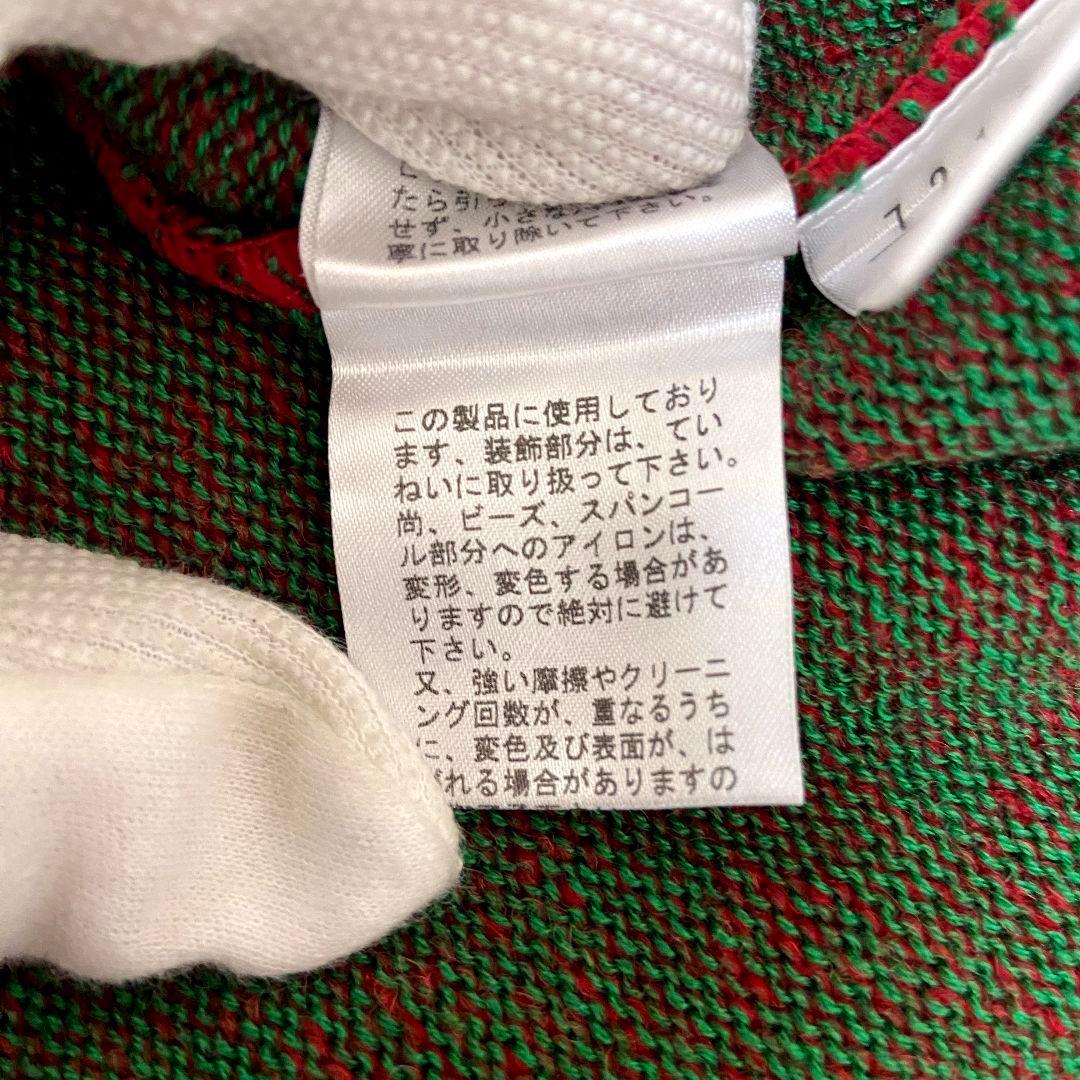 たら引
せず、小さな
寧に取り除いて下さい。
この製品に使用しており
ます、装飾部分は、てい
ねいに取り扱って下さい。
尚、ビーズ、スパンコー
ル部分へのアイロンは、
変形、変色する場合があ
りますので絶対に避けて
下さい。
又、強い摩擦やクリーニ
ング回数が、重なるうち
に、変色及び表面が、は
がれる場合がありますの
7 2